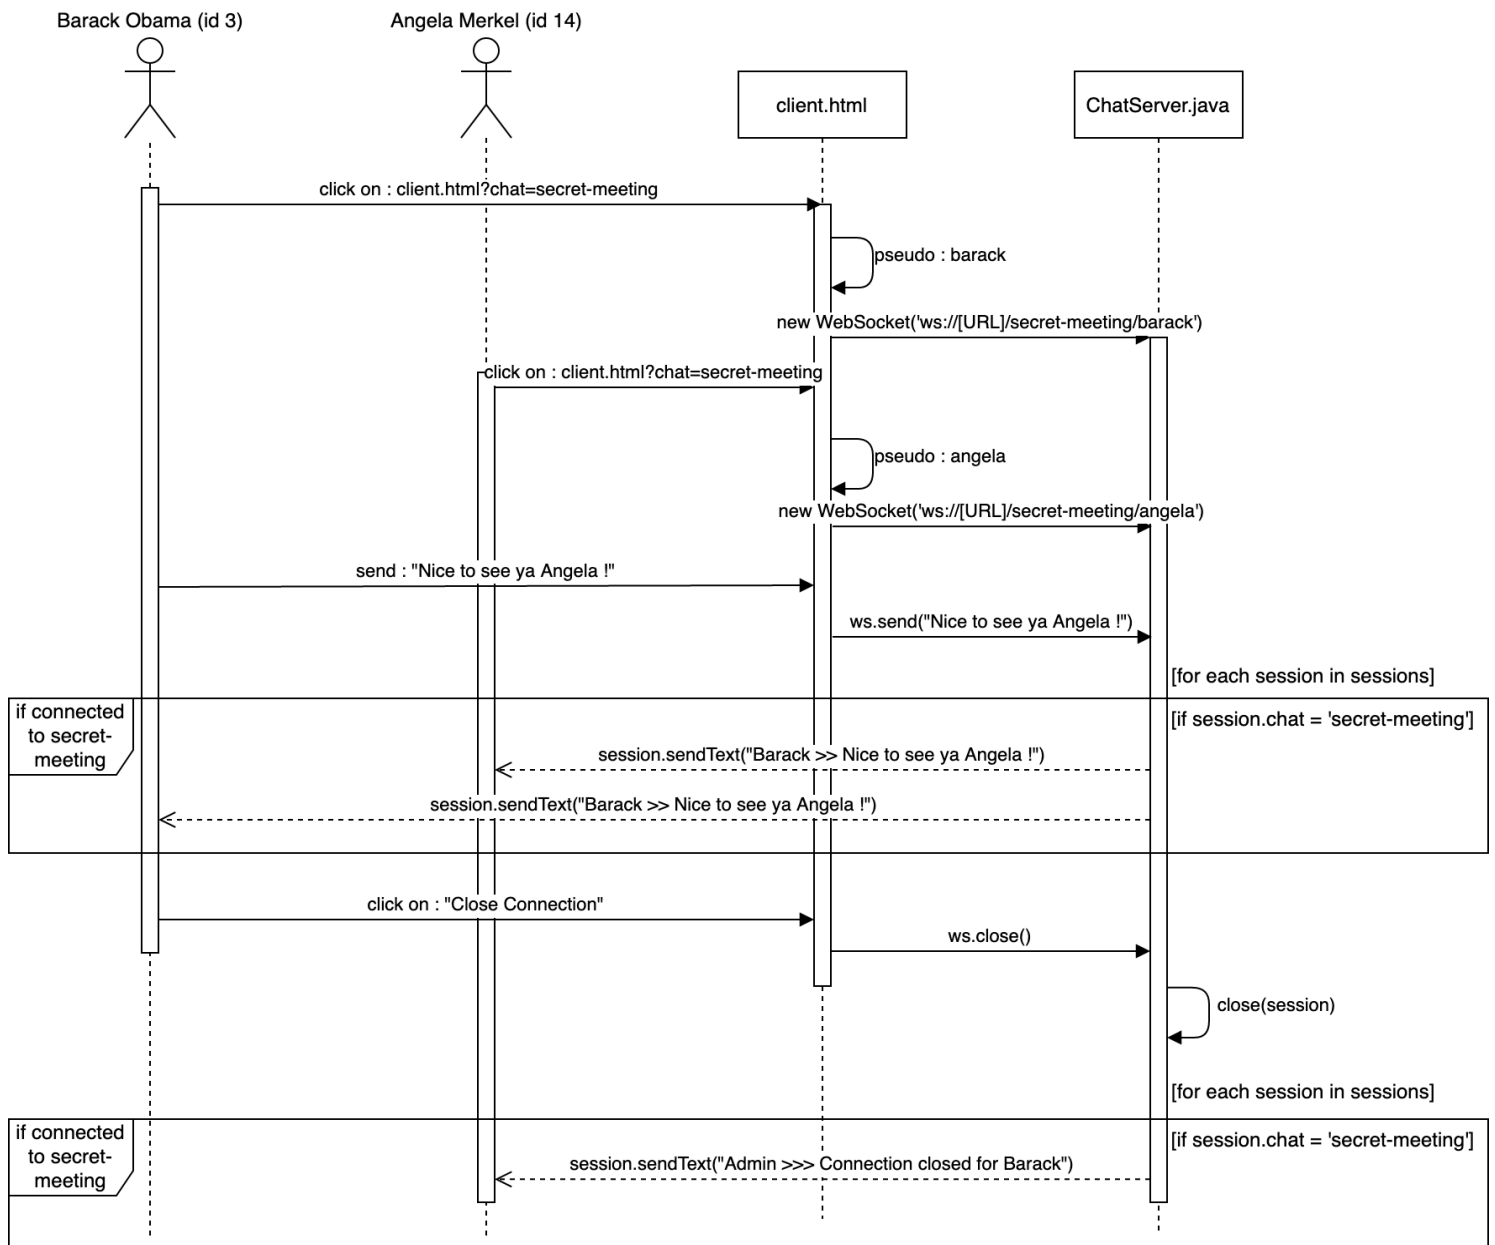 Barack Obama (id 3)
Angela Merkel (id 14)
client.html
ChatServer.java
click on : client.html?chat=secret-meeting
pseudo : barack
new WebSocket('ws://[URL]/secret-meeting/barack')
click on : client.html?chat=secret-meeting
pseudo : angela
new WebSocket('ws://[URL]/secret-meeting/angela')
send : "Nice to see ya Angela !"
ws.send("Nice to see ya Angela !")
[for each session in sessions]
if connected
to secret-
meeting
[if session.chat = 'secret-meeting']
session.sendText("Barack >> Nice to see ya Angela !")
session.sendText("Barack >> Nice to see ya Angela !")
click on : "Close Connection"
ws.close()
close(session)
[for each session in sessions]
if connected
to secret-
meeting
[if session.chat = 'secret-meeting']
session.sendText("Admin >>> Connection closed for Barack")